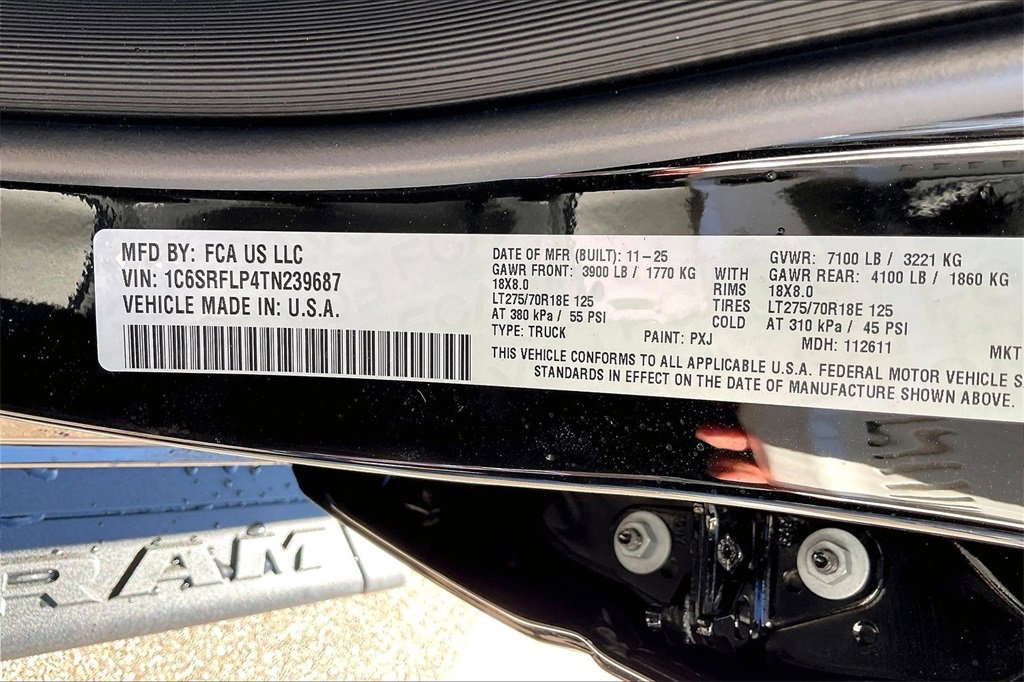 MFD BY: FCA US LLC
VIN: 1C6SRFLP4TN239687
VEHICLE MADE IN: U.S.A.
DATE OF MFR (BUILT): 11-25
GVWR: 7100 LB / 3221 KG
GAWR FRONT: 3900 LB / 1770 KG WITH GAWR REAR: 4100 LB / 1860 KG
18X8.0 RIMS 18X8.0
LT275/70R18E 125 TIRES LT275/70R18E 125
AT 380 kPa / 55 PSI COLD AT 310 kPa / 45 PSI
TYPE: TRUCK PAINT: PXJ MDH: 112611 MKT
THIS VEHICLE CONFORMS TO ALL APPLICABLE U.S.A. FEDERAL MOTOR VEHICLE S
STANDARDS IN EFFECT ON THE DATE OF MANUFACTURE SHOWN ABOVE.
RAM